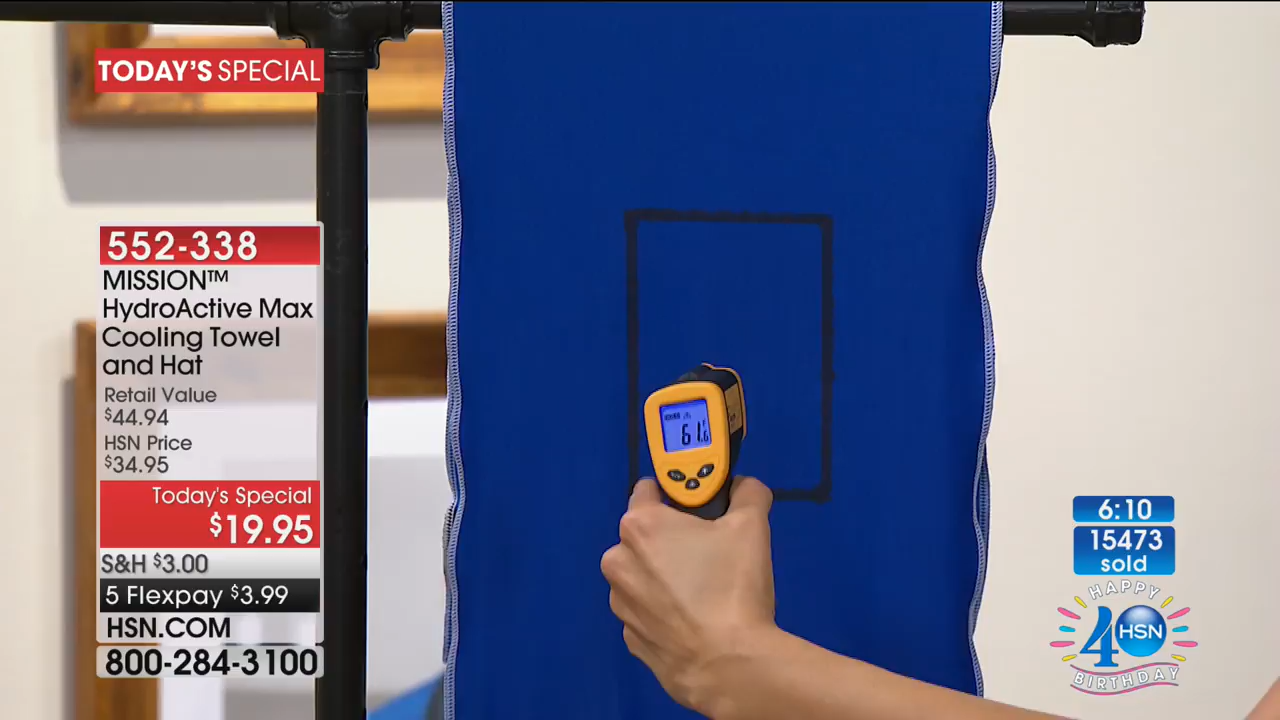 TODAY'S SPECIAL
552-338
MISSION™
HydroActive Max
Cooling Towel
and Hat
Retail Value
$44.94
HSN Price
$34.95
Today's Special
$19.95
S&H $3.00
5 Flexpay $3.99
HSN.COM
800-284-3100
61.6
6:10
15473
sold
HAPPY
40
HSN
BIRTHDAY